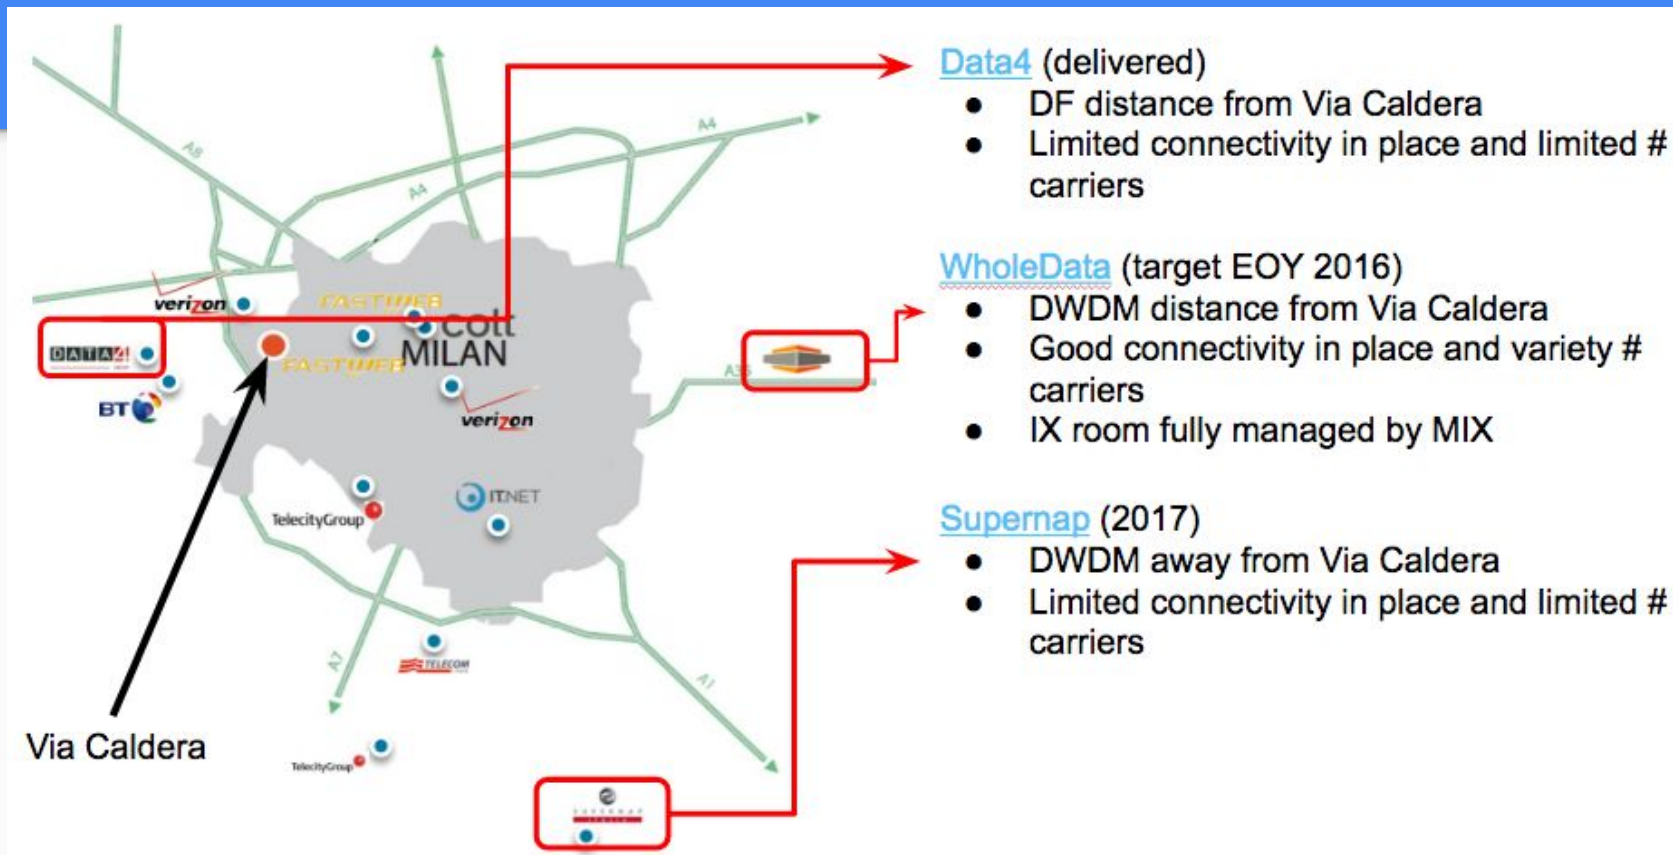 Data4 (delivered)
● DF distance from Via Caldera
● Limited connectivity in place and limited #
carriers
WholeData (target EOY 2016)
● DWDM distance from Via Caldera
● Good connectivity in place and variety #
carriers
● IX room fully managed by MIX
Supernap (2017)
● DWDM away from Via Caldera
● Limited connectivity in place and limited #
carriers
A8
A4
A4
verizon
FASTWEB
colt
MILAN
DATA4
FASTWEB
BT
verizon
TelecityGroup
IT.NET
A7
TELECOM
A1
Via Caldera
TelecityGroup
SUPERNAP
ITALIA